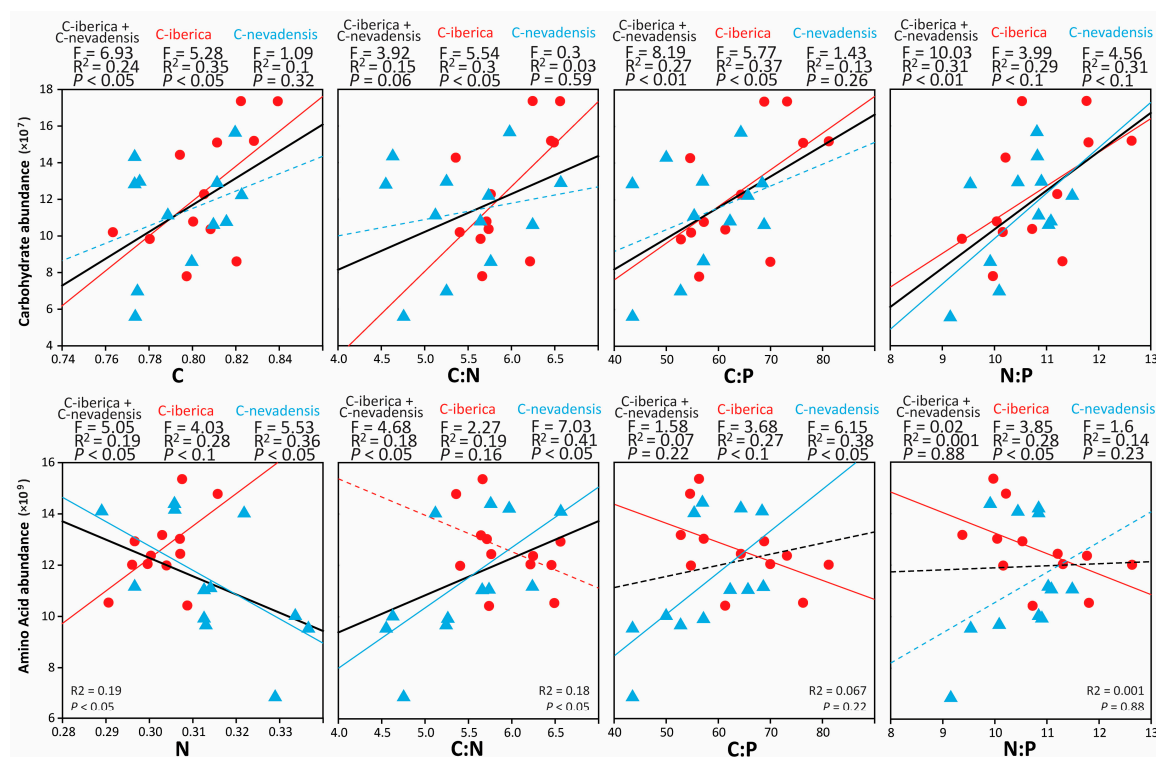 C-iberica +
C-nevadensis C-iberica C-nevadensis
F = 6.93 F = 5.28 F = 1.09
R² = 0.24 R² = 0.35 R² = 0.1
P < 0.05 P < 0.05 P = 0.32
C-iberica +
C-nevadensis C-iberica C-nevadensis
F = 3.92 F = 5.54 F = 0.3
R² = 0.15 R² = 0.3 R² = 0.03
P = 0.06 P < 0.05 P = 0.59
C-iberica +
C-nevadensis C-iberica C-nevadensis
F = 8.19 F = 5.77 F = 1.43
R² = 0.27 R² = 0.37 R² = 0.13
P < 0.01 P < 0.05 P = 0.26
C-iberica +
C-nevadensis C-iberica C-nevadensis
F = 10.03 F = 3.99 F = 4.56
R² = 0.31 R² = 0.29 R² = 0.31
P < 0.01 P < 0.1 P < 0.1
Carbohydrate abundance (×10⁷)
18
16
14
12
10
8
6
4
0.74 0.76 0.78 0.80 0.82 0.84
C
4.0 4.5 5.0 5.5 6.0 6.5
C:N
40 50 60 70 80
C:P
8 9 10 11 12 13
N:P
C-iberica +
C-nevadensis C-iberica C-nevadensis
F = 5.05 F = 4.03 F = 5.53
R² = 0.19 R² = 0.28 R² = 0.36
P < 0.05 P < 0.1 P < 0.05
C-iberica +
C-nevadensis C-iberica C-nevadensis
F = 4.68 F = 2.27 F = 7.03
R² = 0.18 R² = 0.19 R² = 0.41
P < 0.05 P = 0.16 P < 0.05
C-iberica +
C-nevadensis C-iberica C-nevadensis
F = 1.58 F = 3.68 F = 6.15
R² = 0.07 R² = 0.27 R² = 0.38
P = 0.22 P < 0.1 P < 0.05
C-iberica +
C-nevadensis C-iberica C-nevadensis
F = 0.02 F = 3.85 F = 1.6
R² = 0.001 R² = 0.28 R² = 0.14
P = 0.88 P < 0.05 P = 0.23
Amino Acid abundance (×10⁹)
16
14
12
10
8
6
R2 = 0.19
P < 0.05
0.28 0.30 0.30 0.32 0.33
N
R2 = 0.18
P < 0.05
4.0 4.5 5.0 5.5 6.0 6.5
C:N
R2 = 0.067
P = 0.22
40 50 60 70 80
C:P
R2 = 0.001
P = 0.88
8 9 10 11 12 13
N:P